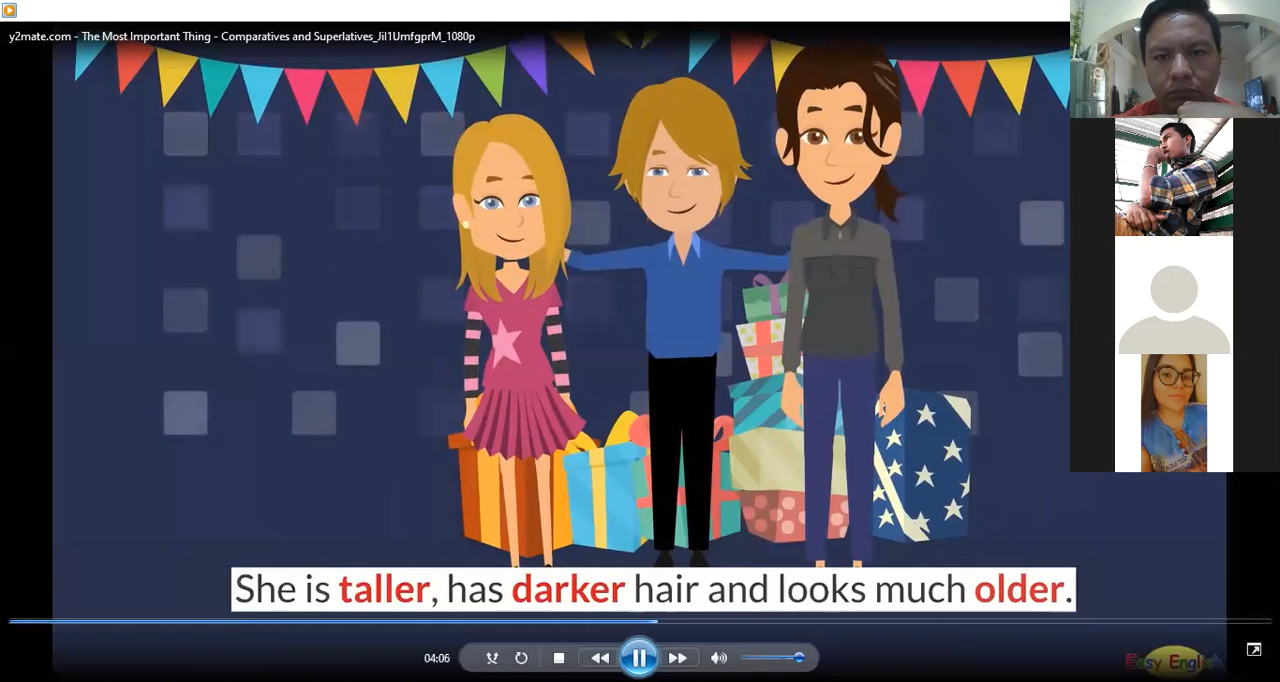 y2mate.com - The Most Important Thing - Comparatives and Superlatives_Jil1UmfgprM_1080p
She is taller, has darker hair and looks much older.
04:06
Easy English